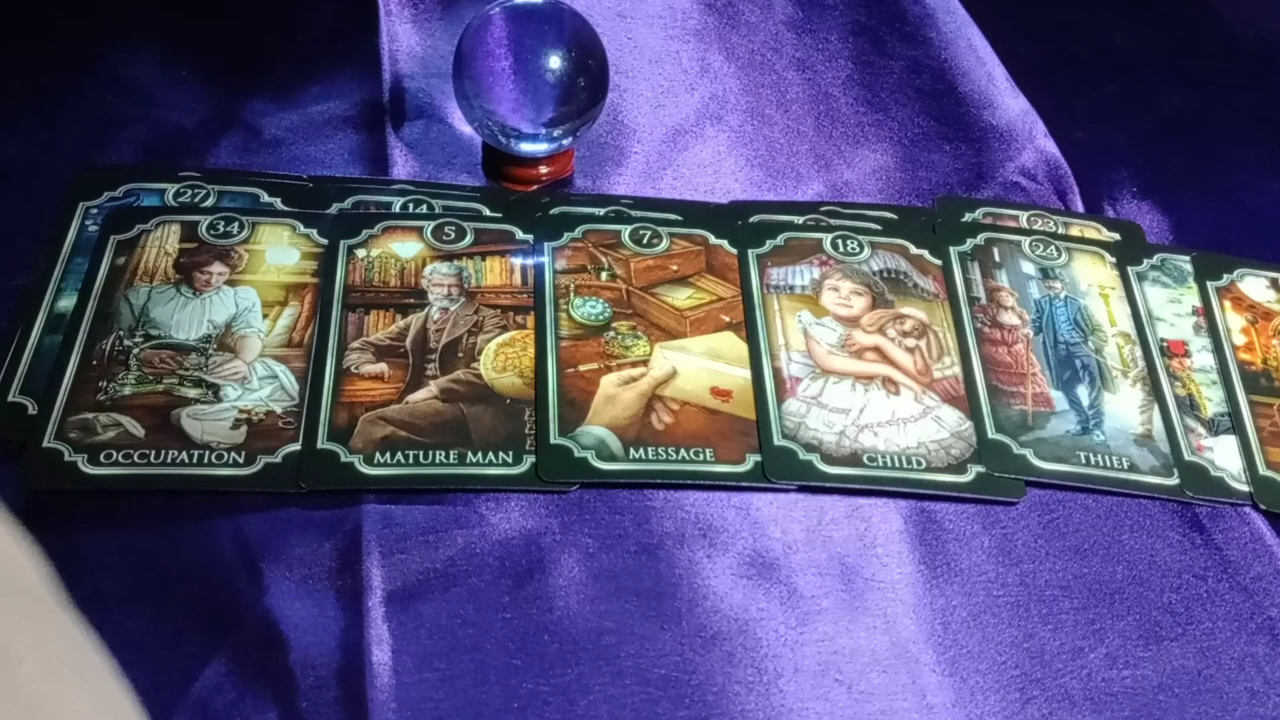 27
14
23
34
5
7
18
24
OCCUPATION
MATURE MAN
MESSAGE
CHILD
THIEF